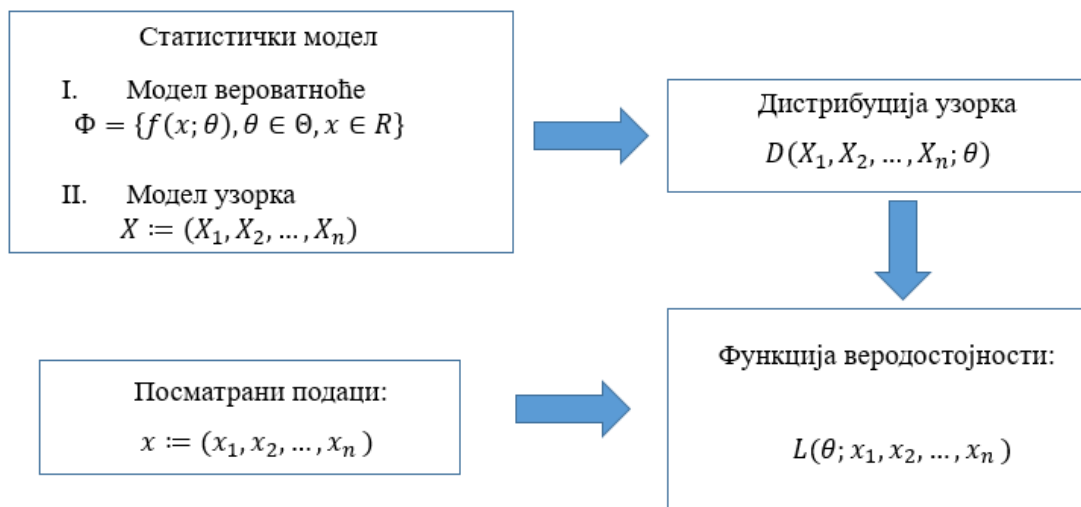 Статистички модел
I. Модел вероватноће
Φ = {f(x; θ), θ ∈ Θ, x ∈ R}
II. Модел узорка
X ≔ (X₁, X₂, … , Xₙ)
Дистрибуција узорка
D(X₁, X₂, … , Xₙ; θ)
Посматрани подаци:
x ≔ (x₁, x₂, … , xₙ )
Функција веродостојности:
L(θ; x₁, x₂, … , xₙ )